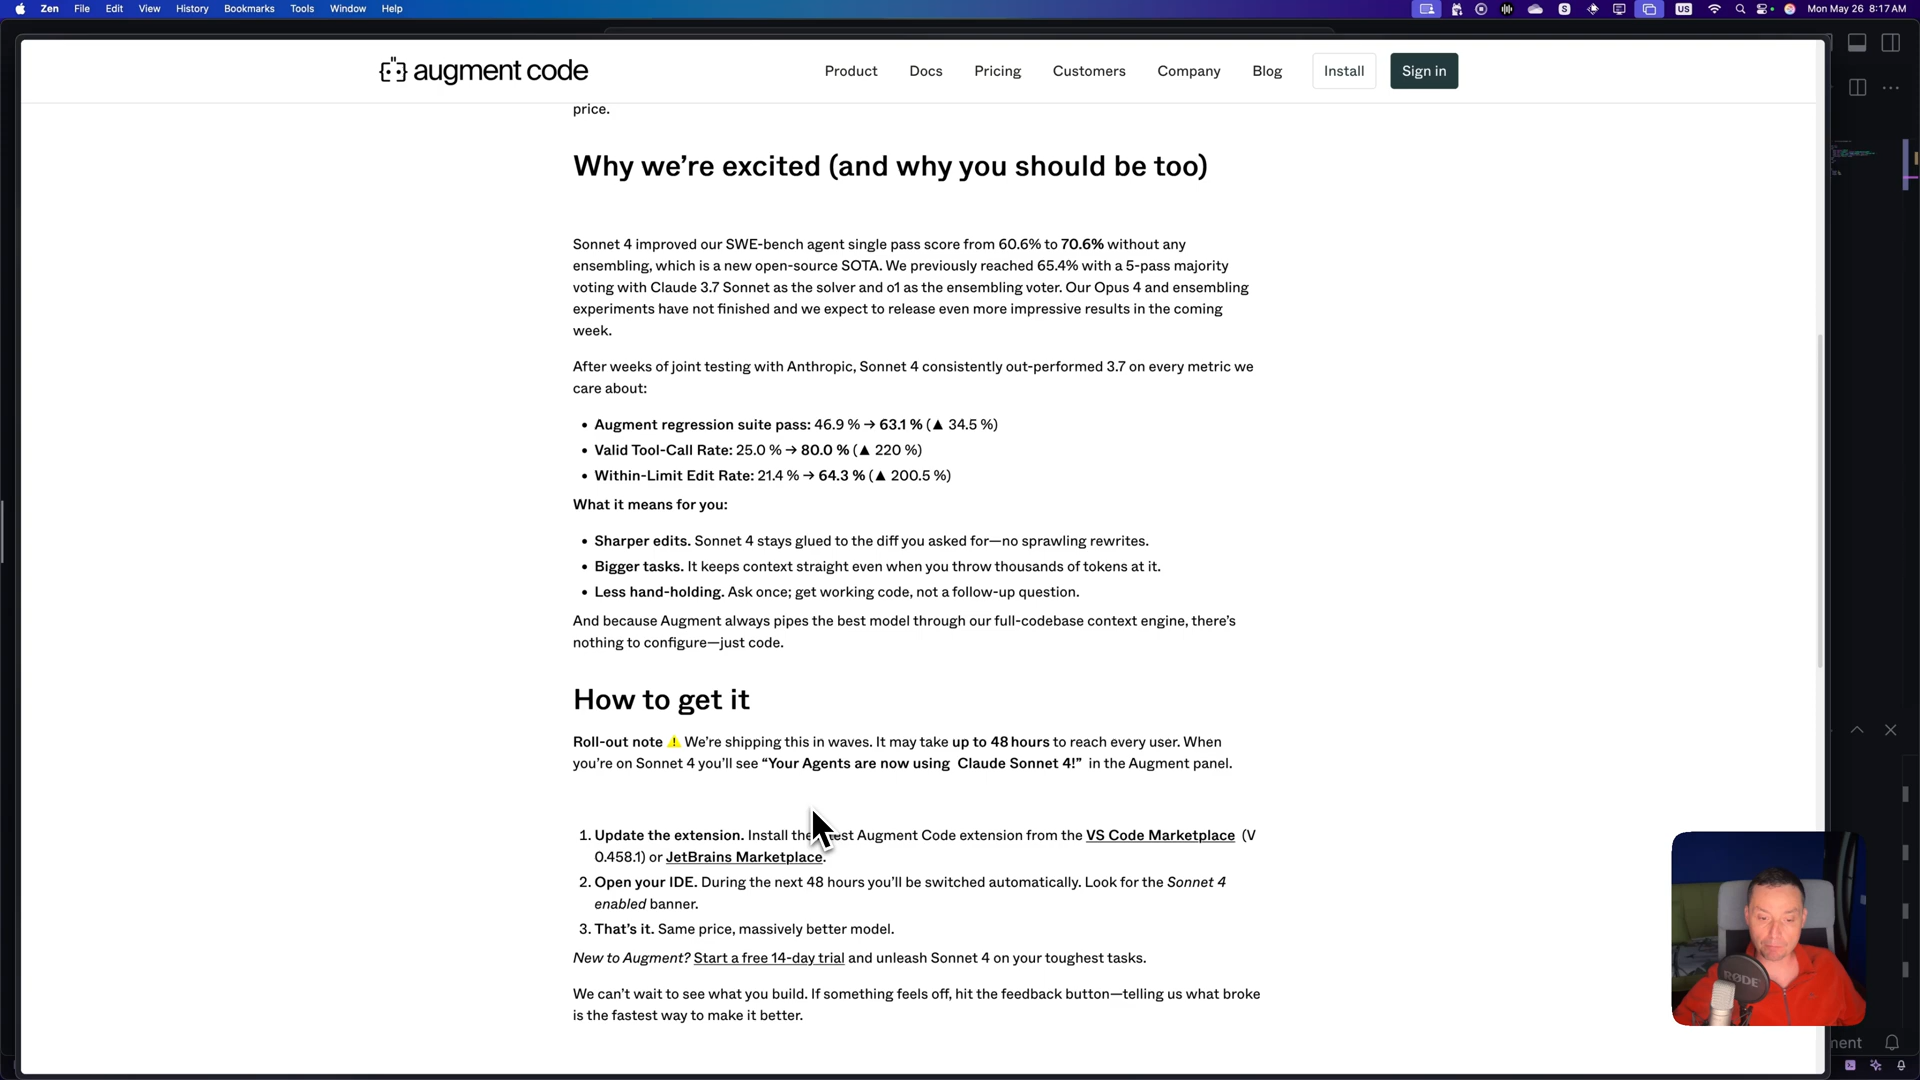 Zen File Edit View History Bookmarks Tools Window Help
US Mon May 26 8:17 AM
augment code
Product Docs Pricing Customers Company Blog Install Sign in
price.
Why we're excited (and why you should be too)
Sonnet 4 improved our SWE-bench agent single pass score from 60.6% to 70.6% without any
ensembling, which is a new open-source SOTA. We previously reached 65.4% with a 5-pass majority
voting with Claude 3.7 Sonnet as the solver and o1 as the ensembling voter. Our Opus 4 and ensembling
experiments have not finished and we expect to release even more impressive results in the coming
week.
After weeks of joint testing with Anthropic, Sonnet 4 consistently out-performed 3.7 on every metric we
care about:
• Augment regression suite pass: 46.9 % → 63.1 % (▲ 34.5 %)
• Valid Tool-Call Rate: 25.0 % → 80.0 % (▲ 220 %)
• Within-Limit Edit Rate: 21.4 % → 64.3 % (▲ 200.5 %)
What it means for you:
• Sharper edits. Sonnet 4 stays glued to the diff you asked for—no sprawling rewrites.
• Bigger tasks. It keeps context straight even when you throw thousands of tokens at it.
• Less hand-holding. Ask once; get working code, not a follow-up question.
And because Augment always pipes the best model through our full-codebase context engine, there's
nothing to configure—just code.
How to get it
Roll-out note ⚠ We're shipping this in waves. It may take up to 48 hours to reach every user. When
you're on Sonnet 4 you'll see “Your Agents are now using Claude Sonnet 4!” in the Augment panel.
1. Update the extension. Install the Augment Code extension from the VS Code Marketplace (V
0.458.1) or JetBrains Marketplace.
2. Open your IDE. During the next 48 hours you'll be switched automatically. Look for the Sonnet 4
enabled banner.
3. That's it. Same price, massively better model.
New to Augment? Start a free 14-day trial and unleash Sonnet 4 on your toughest tasks.
We can't wait to see what you build. If something feels off, hit the feedback button—telling us what broke
is the fastest way to make it better.
RØDE